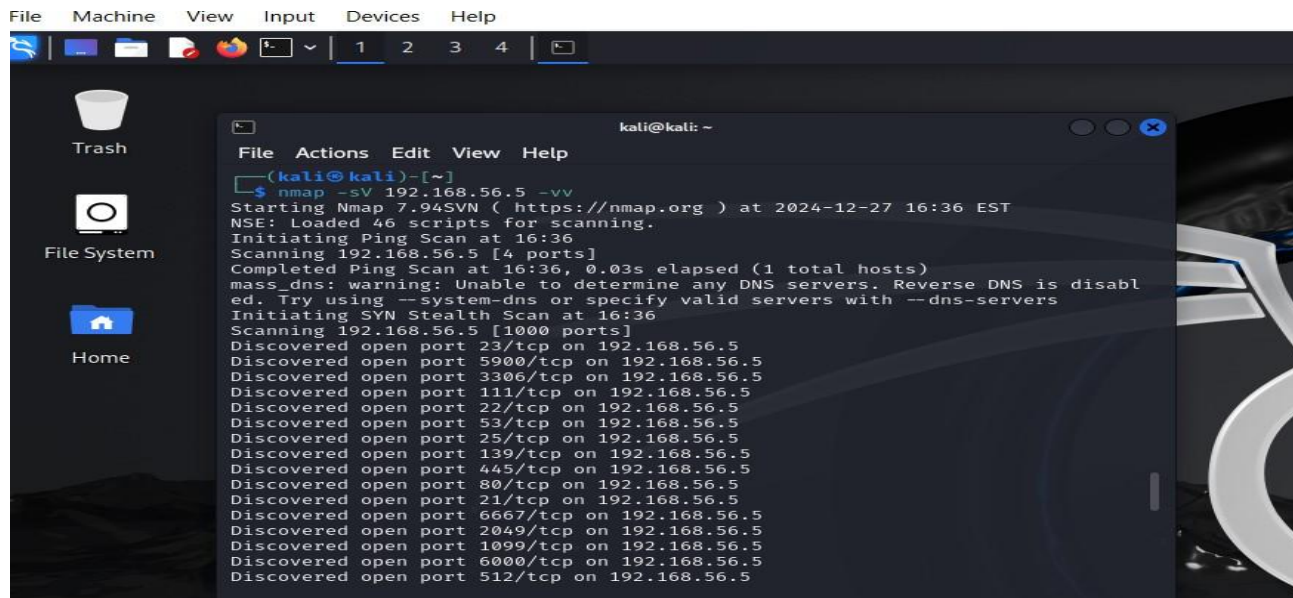 File Machine View Input Devices Help
1 2 3 4
Trash
kali@kali: ~
File Actions Edit View Help
(kali㉿kali)-[~]
$ nmap -sV 192.168.56.5 -vv
Starting Nmap 7.94SVN ( https://nmap.org ) at 2024-12-27 16:36 EST
NSE: Loaded 46 scripts for scanning.
Initiating Ping Scan at 16:36
File System
Scanning 192.168.56.5 [4 ports]
Completed Ping Scan at 16:36, 0.03s elapsed (1 total hosts)
mass_dns: warning: Unable to determine any DNS servers. Reverse DNS is disabl
ed. Try using --system-dns or specify valid servers with --dns-servers
Initiating SYN Stealth Scan at 16:36
Scanning 192.168.56.5 [1000 ports]
Discovered open port 23/tcp on 192.168.56.5
Home
Discovered open port 5900/tcp on 192.168.56.5
Discovered open port 3306/tcp on 192.168.56.5
Discovered open port 111/tcp on 192.168.56.5
Discovered open port 22/tcp on 192.168.56.5
Discovered open port 53/tcp on 192.168.56.5
Discovered open port 25/tcp on 192.168.56.5
Discovered open port 139/tcp on 192.168.56.5
Discovered open port 445/tcp on 192.168.56.5
Discovered open port 80/tcp on 192.168.56.5
Discovered open port 21/tcp on 192.168.56.5
Discovered open port 6667/tcp on 192.168.56.5
Discovered open port 2049/tcp on 192.168.56.5
Discovered open port 1099/tcp on 192.168.56.5
Discovered open port 6000/tcp on 192.168.56.5
Discovered open port 512/tcp on 192.168.56.5